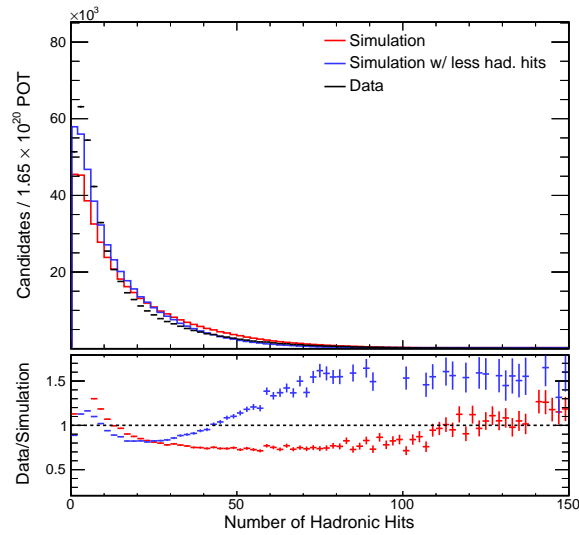 ×10³
80
60
40
20
Candidates / 1.65 × 10²⁰ POT
Simulation
Simulation w/ less had. hits
Data
1.5
1
0.5
Data/Simulation
0 50 100 150
Number of Hadronic Hits